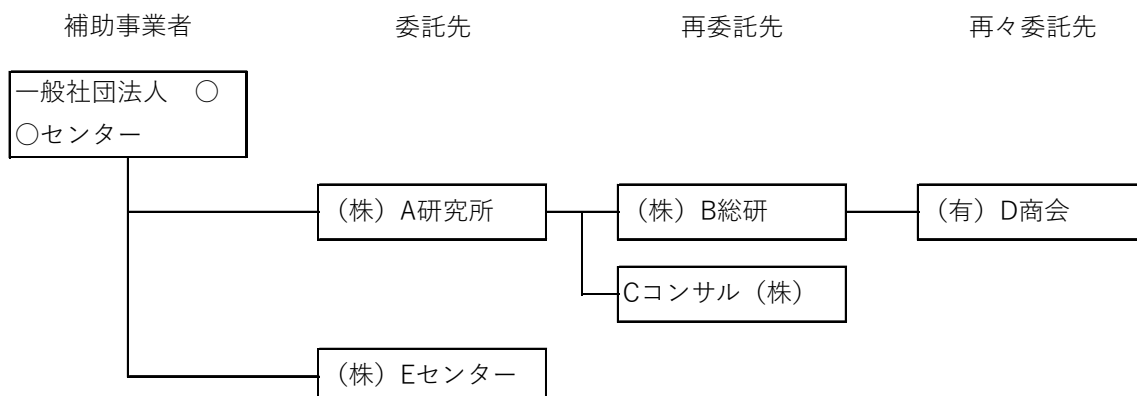 補助事業者
委託先
再委託先
再々委託先
一般社団法人　○
○センター
（株）A研究所
（株）B総研
（有）D商会
Cコンサル（株）
（株）Eセンター